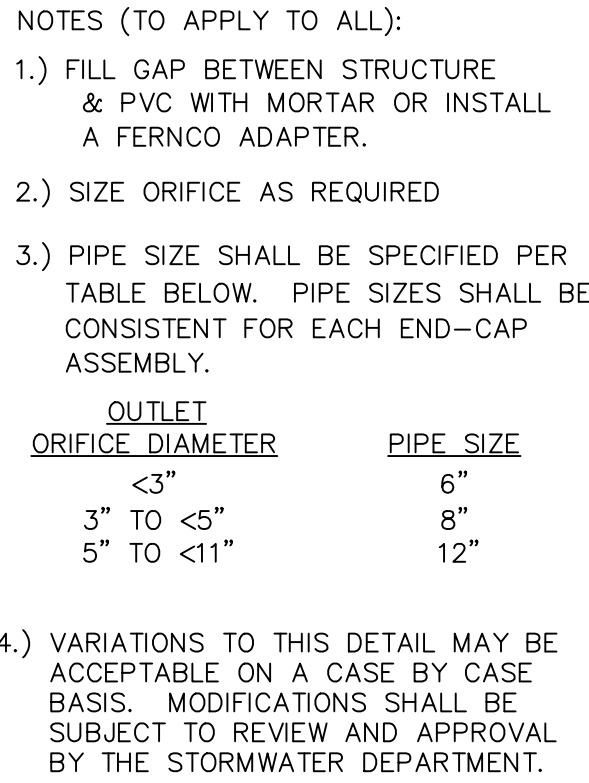 NOTES (TO APPLY TO ALL):
1.) FILL GAP BETWEEN STRUCTURE
& PVC WITH MORTAR OR INSTALL
A FERNCO ADAPTER.
2.) SIZE ORIFICE AS REQUIRED
3.) PIPE SIZE SHALL BE SPECIFIED PER
TABLE BELOW. PIPE SIZES SHALL BE
CONSISTENT FOR EACH END–CAP
ASSEMBLY.
OUTLET
ORIFICE DIAMETER PIPE SIZE
<3” 6”
3” TO <5” 8”
5” TO <11” 12”
4.) VARIATIONS TO THIS DETAIL MAY BE
ACCEPTABLE ON A CASE BY CASE
BASIS. MODIFICATIONS SHALL BE
SUBJECT TO REVIEW AND APPROVAL
BY THE STORMWATER DEPARTMENT.